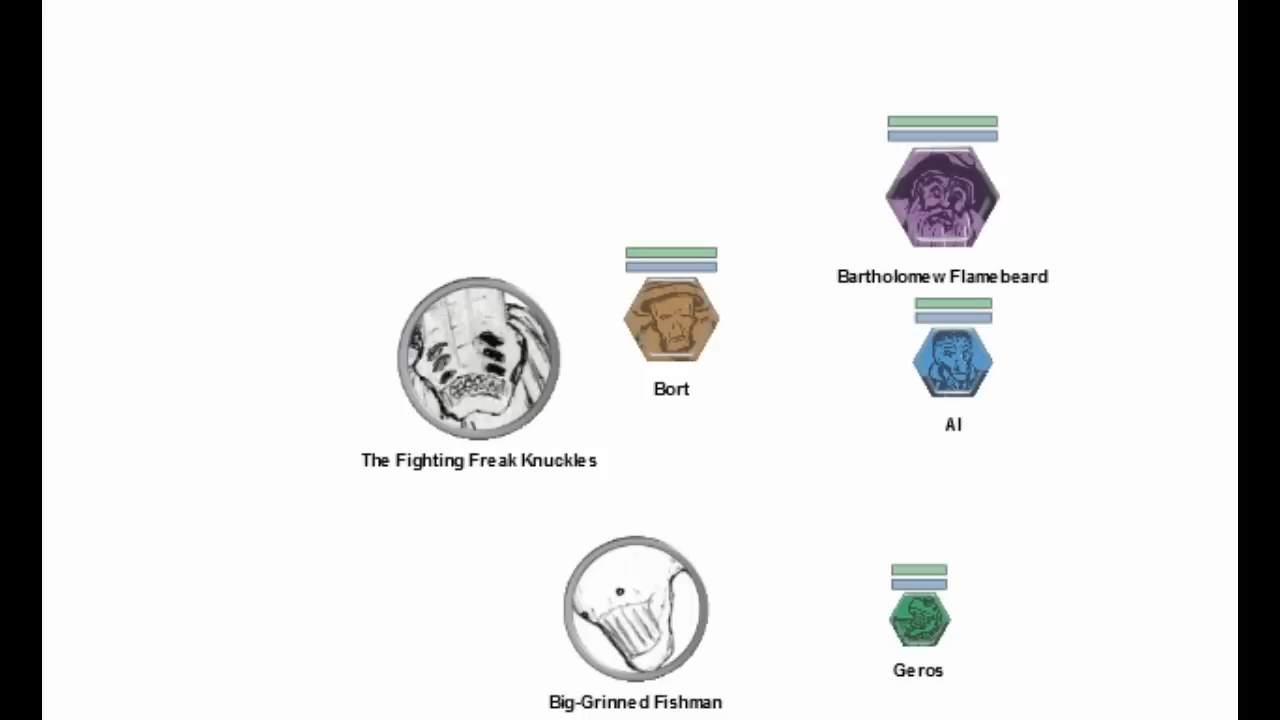 Bartholomew Flamebeard
Bort
Al
The Fighting Freak Knuckles
Geros
Big-Grinned Fishman